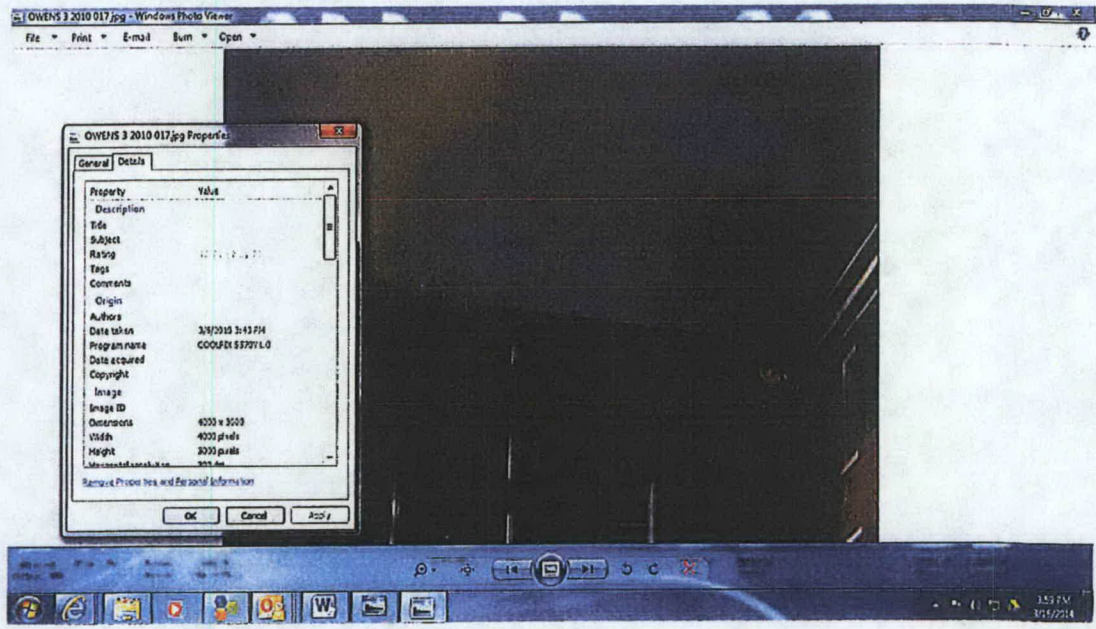 OWENS 3 2010 017.jpg - Windows Photo Viewer
File Print E-mail Burn Open
OWENS 3 2010 017.jpg Properties
General Details
Property Value
Description
Title
Subject
Rating
Tags
Comments
Origin
Authors
Date taken 3:43 PM
Program name COOLPIX
Date acquired
Copyright
Image
Image ID
Dimensions 4000 x 3000
Width 4000 pixels
Height 3000 pixels
Remove Properties and Personal Information
OK Cancel Apply
3:59 PM